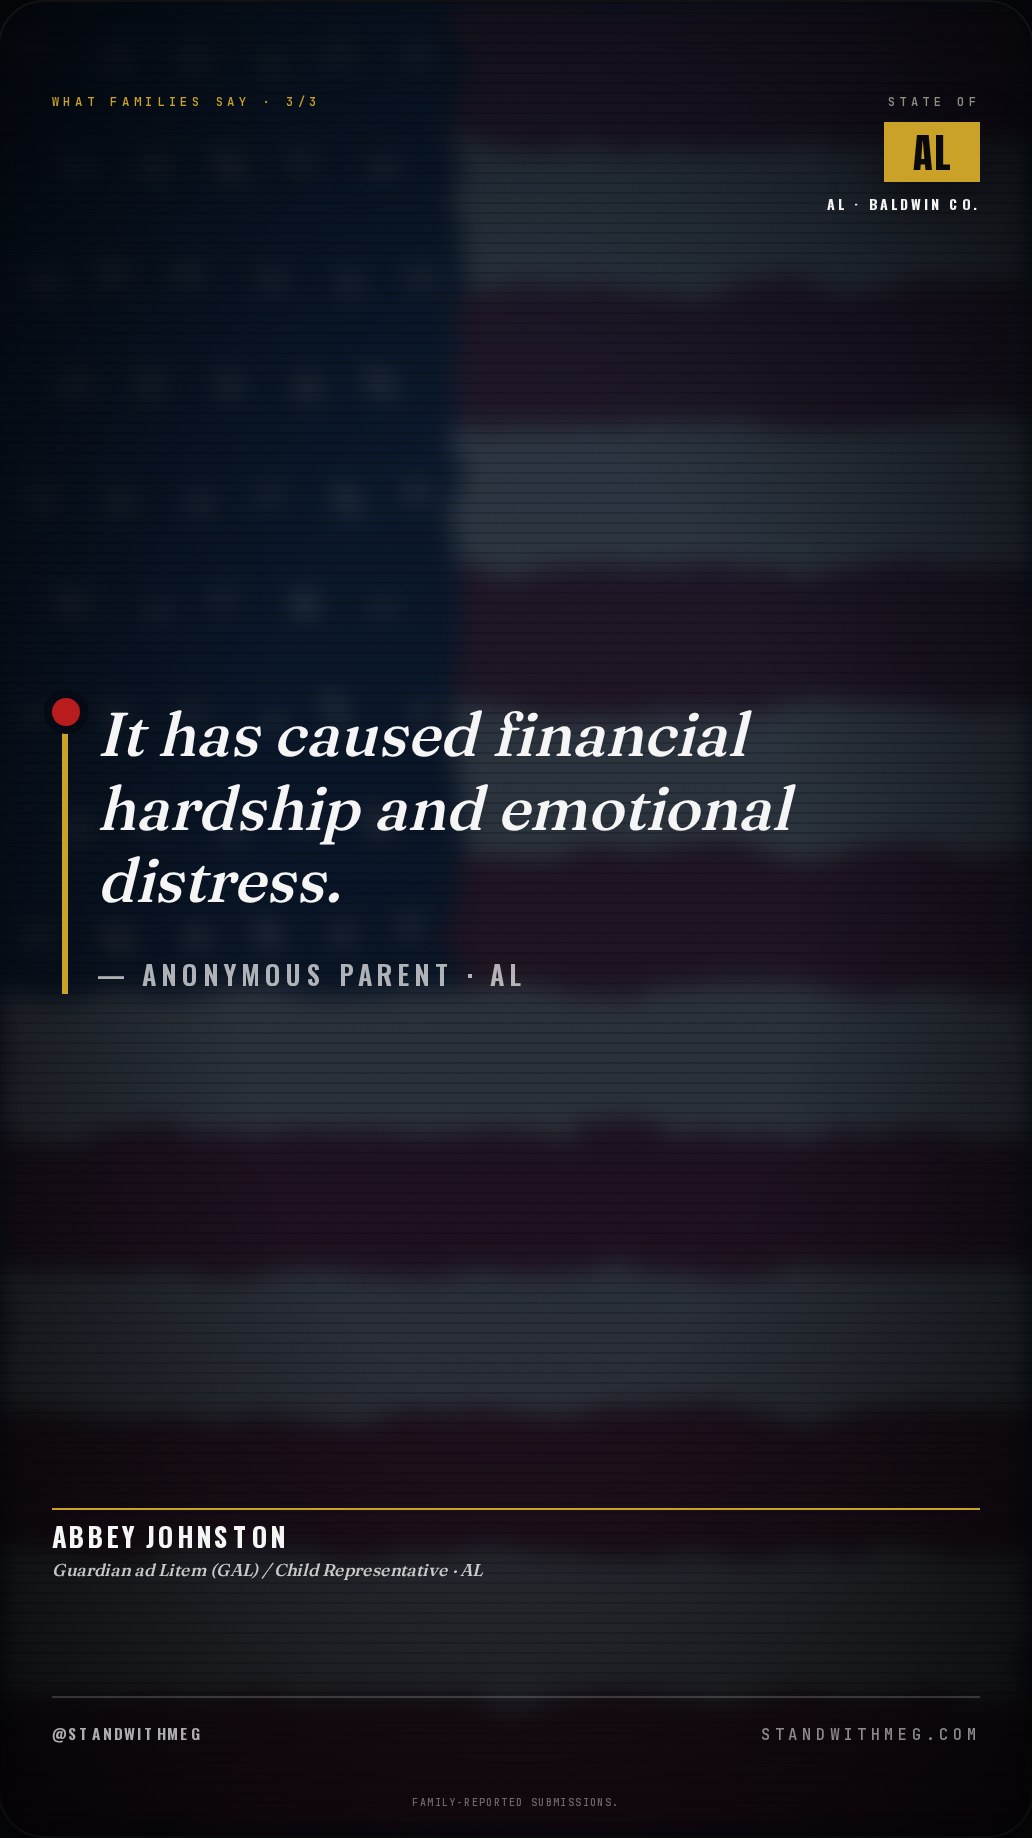 WHAT FAMILIES SAY · 3/3
STATE OF
AL
AL · BALDWIN CO.
It has caused financial
hardship and emotional
distress.
— ANONYMOUS PARENT · AL
ABBEY JOHNSTON
Guardian ad Litem (GAL) / Child Representative · AL
@STANDWITHMEG
STANDWITHMEG.COM
FAMILY-REPORTED SUBMISSIONS.